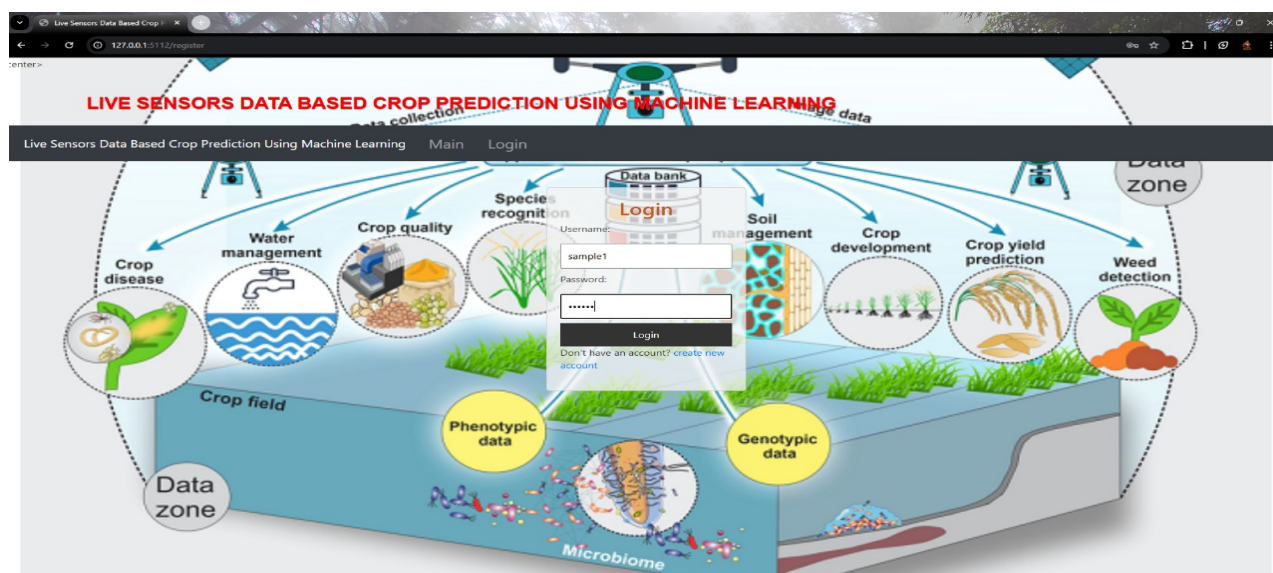 Live Sensors Data Based Crop
127.0.0.1:5112/register
center>
LIVE SENSORS DATA BASED CROP PREDICTION USING MACHINE LEARNING
collection
data
Live Sensors Data Based Crop Prediction Using Machine Learning Main Login
Data
zone
Data bank
Species
recognition
Crop quality
Water
management
Crop
disease
Login
Username:
sample1
Password:
••••••
Login
Don't have an account? create new
account
Soil
management
Crop
development
Crop yield
prediction
Weed
detection
Crop field
Phenotypic
data
Genotypic
data
Data
zone
Microbiome